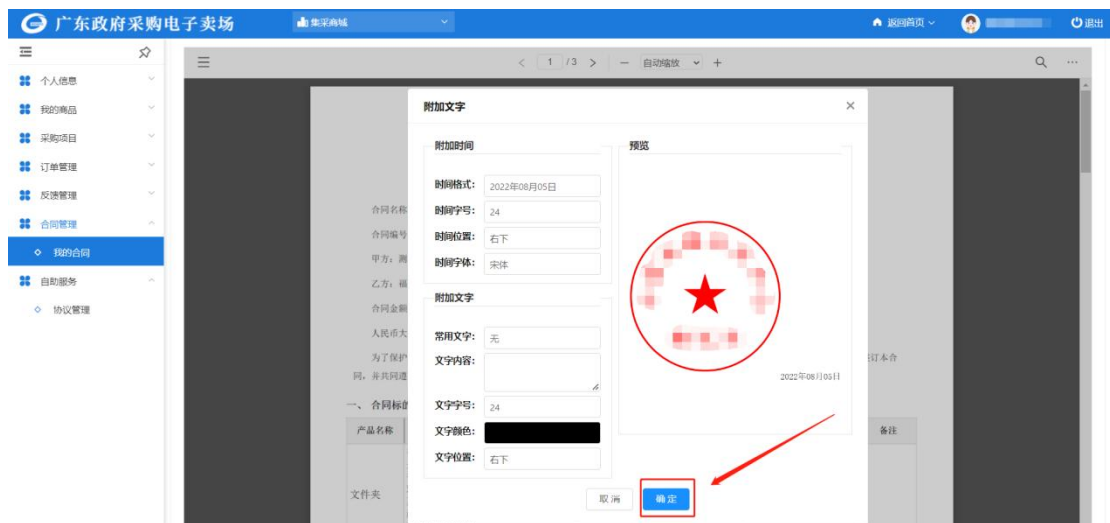 广东政府采购电子卖场
集采商城
返回首页
退出
个人信息
我的商品
采购项目
订单管理
反馈管理
合同管理
我的合同
自助服务
协议管理
1 /3
自动缩放
合同名称
合同编号
甲方:
乙方:
合同金额
人民币大
为了保护
订本合
一、合同标的
产品名称
备注
文件夹
附加文字
附加时间
时间格式: 2022年08月05日
时间字号: 24
时间位置: 右下
时间字体: 宋体
附加文字
常用文字: 无
文字内容:
文字字号: 24
文字颜色:
文字位置: 右下
预览
2022年08月05日
取消
确定